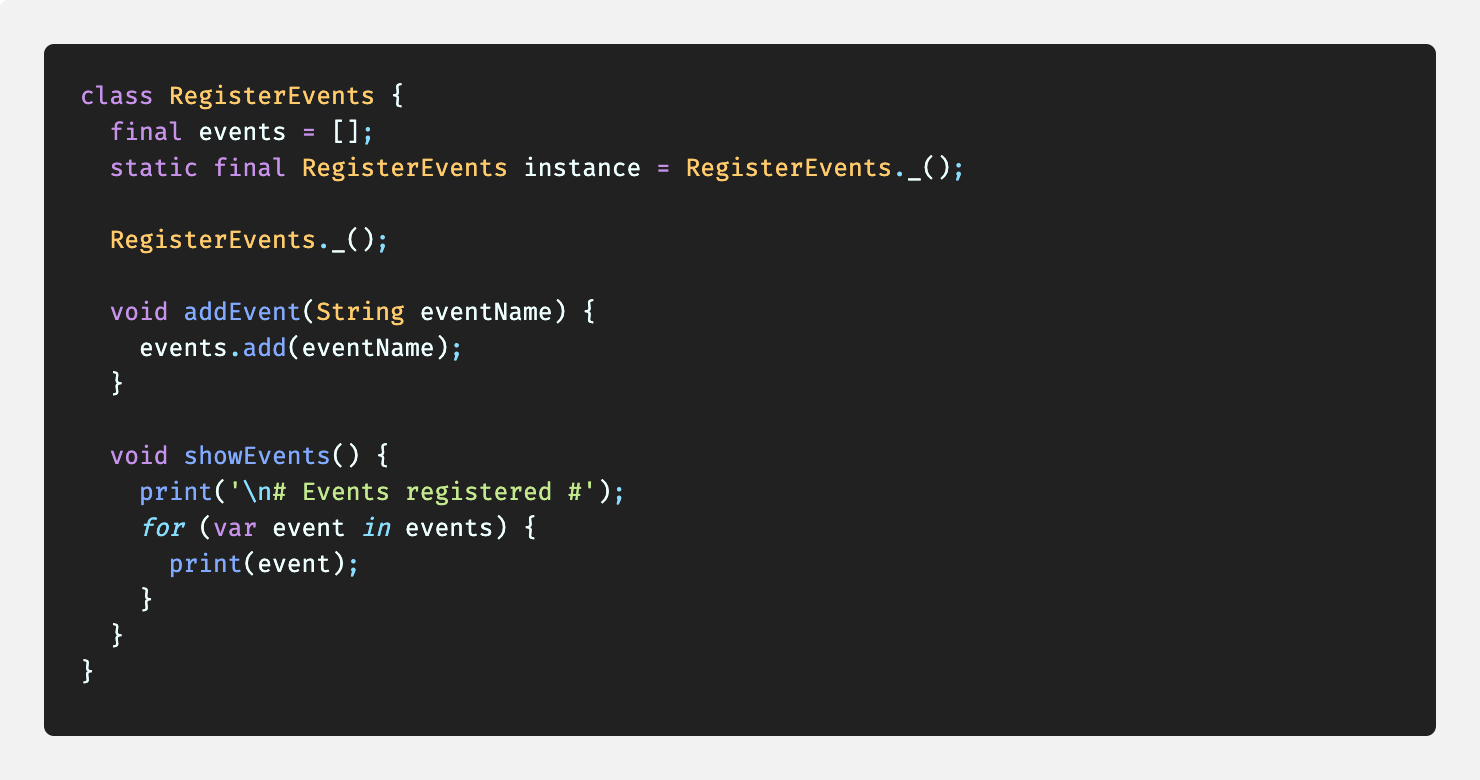 class RegisterEvents {
  final events = [];
  static final RegisterEvents instance = RegisterEvents._();

  RegisterEvents._();

  void addEvent(String eventName) {
    events.add(eventName);
  }

  void showEvents() {
    print('\n# Events registered #');
    for (var event in events) {
      print(event);
    }
  }
}